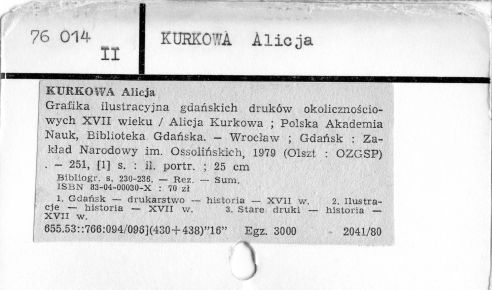 76 014
II
KURKOWA Alicja
KURKOWA Alicja
Grafika ilustracyjna gdańskich druków okolicznościo-
wych XVII wieku / Alicja Kurkowa ; Polska Akademia
Nauk, Biblioteka Gdańska. — Wrocław ; Gdańsk : Za-
kład Narodowy im. Ossolińskich, 1979 (Olszt : OZGSP)
. — 251, [1] s. : il. portr. ; 25 cm
Bibliogr. s. 230-236. — Rez. — Sum.
ISBN 83-04-00030-X : 70 zł
1. Gdańsk — drukarstwo — historia — XVII w. 2. Ilustra-
cje — historia — XVII w. 3. Stare druki — historia —
XVII w.
655.53::766:094/096](430+438)"16" Egz. 3000 - 2041/80